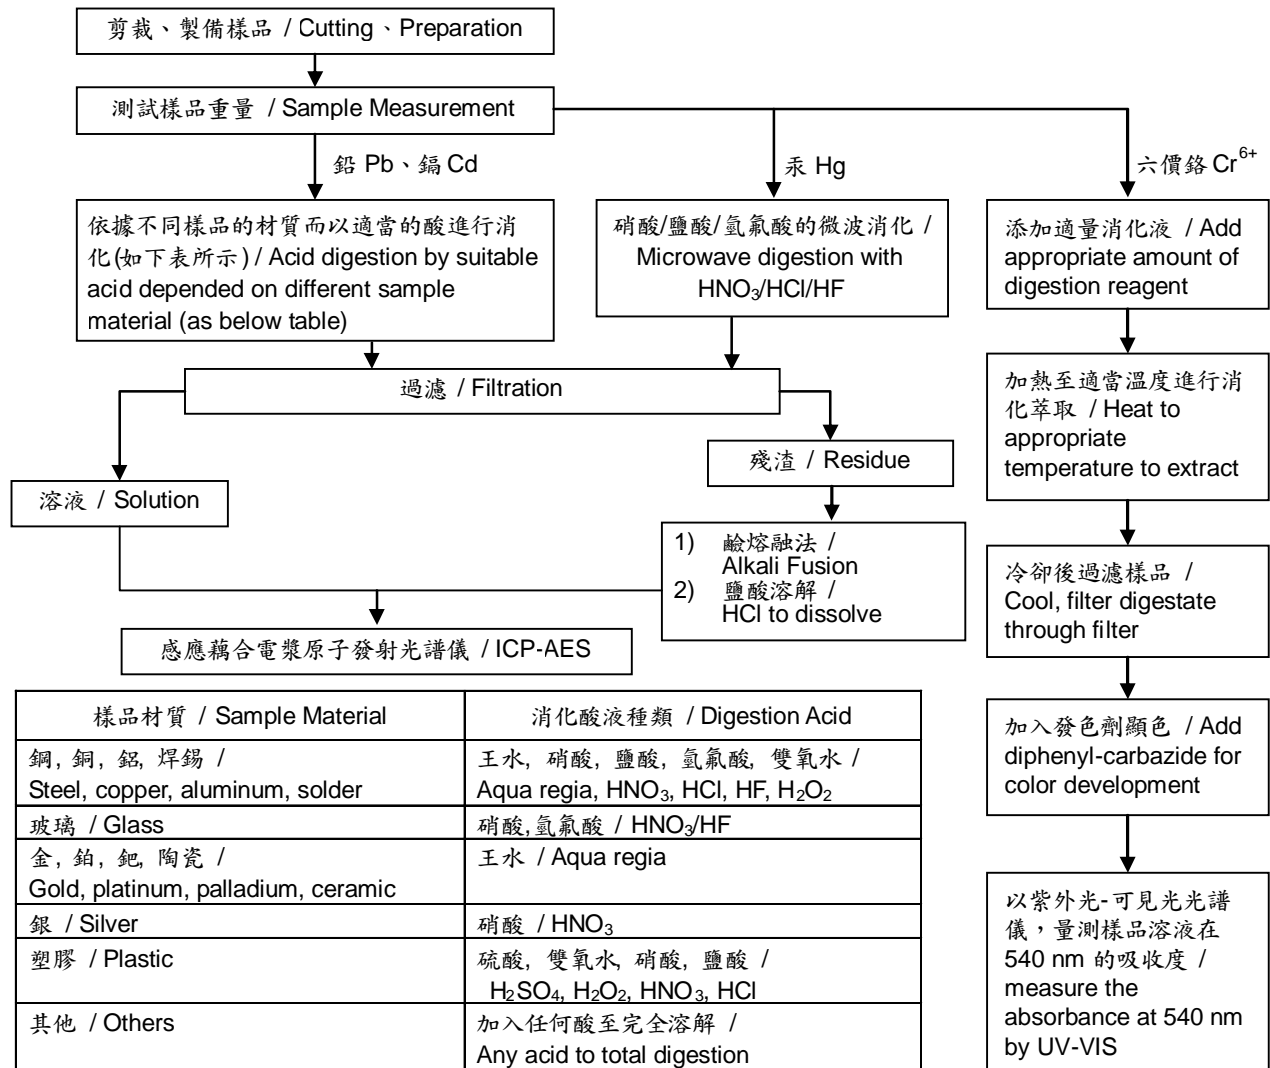 剪裁、製備樣品 / Cutting、Preparation
測試樣品重量 / Sample Measurement
鉛 Pb、鎘 Cd
汞 Hg
六價鉻 Cr⁶⁺
依據不同樣品的材質而以適當的酸進行消
化(如下表所示) / Acid digestion by suitable
acid depended on different sample
material (as below table)
硝酸/鹽酸/氫氟酸的微波消化 /
Microwave digestion with
HNO₃/HCl/HF
添加適量消化液 / Add
appropriate amount of
digestion reagent
過濾 / Filtration
加熱至適當溫度進行消
化萃取 / Heat to
appropriate
temperature to extract
溶液 / Solution
殘渣 / Residue
1) 鹼熔融法 /
Alkali Fusion
2) 鹽酸溶解 /
HCl to dissolve
冷卻後過濾樣品 /
Cool, filter digestate
through filter
感應藕合電漿原子發射光譜儀 / ICP-AES
加入發色劑顯色 / Add
diphenyl-carbazide for
color development
以紫外光-可見光光譜
儀，量測樣品溶液在
540 nm 的吸收度 /
measure the
absorbance at 540 nm
by UV-VIS
樣品材質 / Sample Material
消化酸液種類 / Digestion Acid
鋼, 銅, 鋁, 焊錫 /
Steel, copper, aluminum, solder
王水, 硝酸, 鹽酸, 氫氟酸, 雙氧水 /
Aqua regia, HNO₃, HCl, HF, H₂O₂
玻璃 / Glass
硝酸,氫氟酸 / HNO₃/HF
金, 鉑, 鈀, 陶瓷 /
Gold, platinum, palladium, ceramic
王水 / Aqua regia
銀 / Silver
硝酸 / HNO₃
塑膠 / Plastic
硫酸, 雙氧水, 硝酸, 鹽酸 /
H₂SO₄, H₂O₂, HNO₃, HCl
其他 / Others
加入任何酸至完全溶解 /
Any acid to total digestion